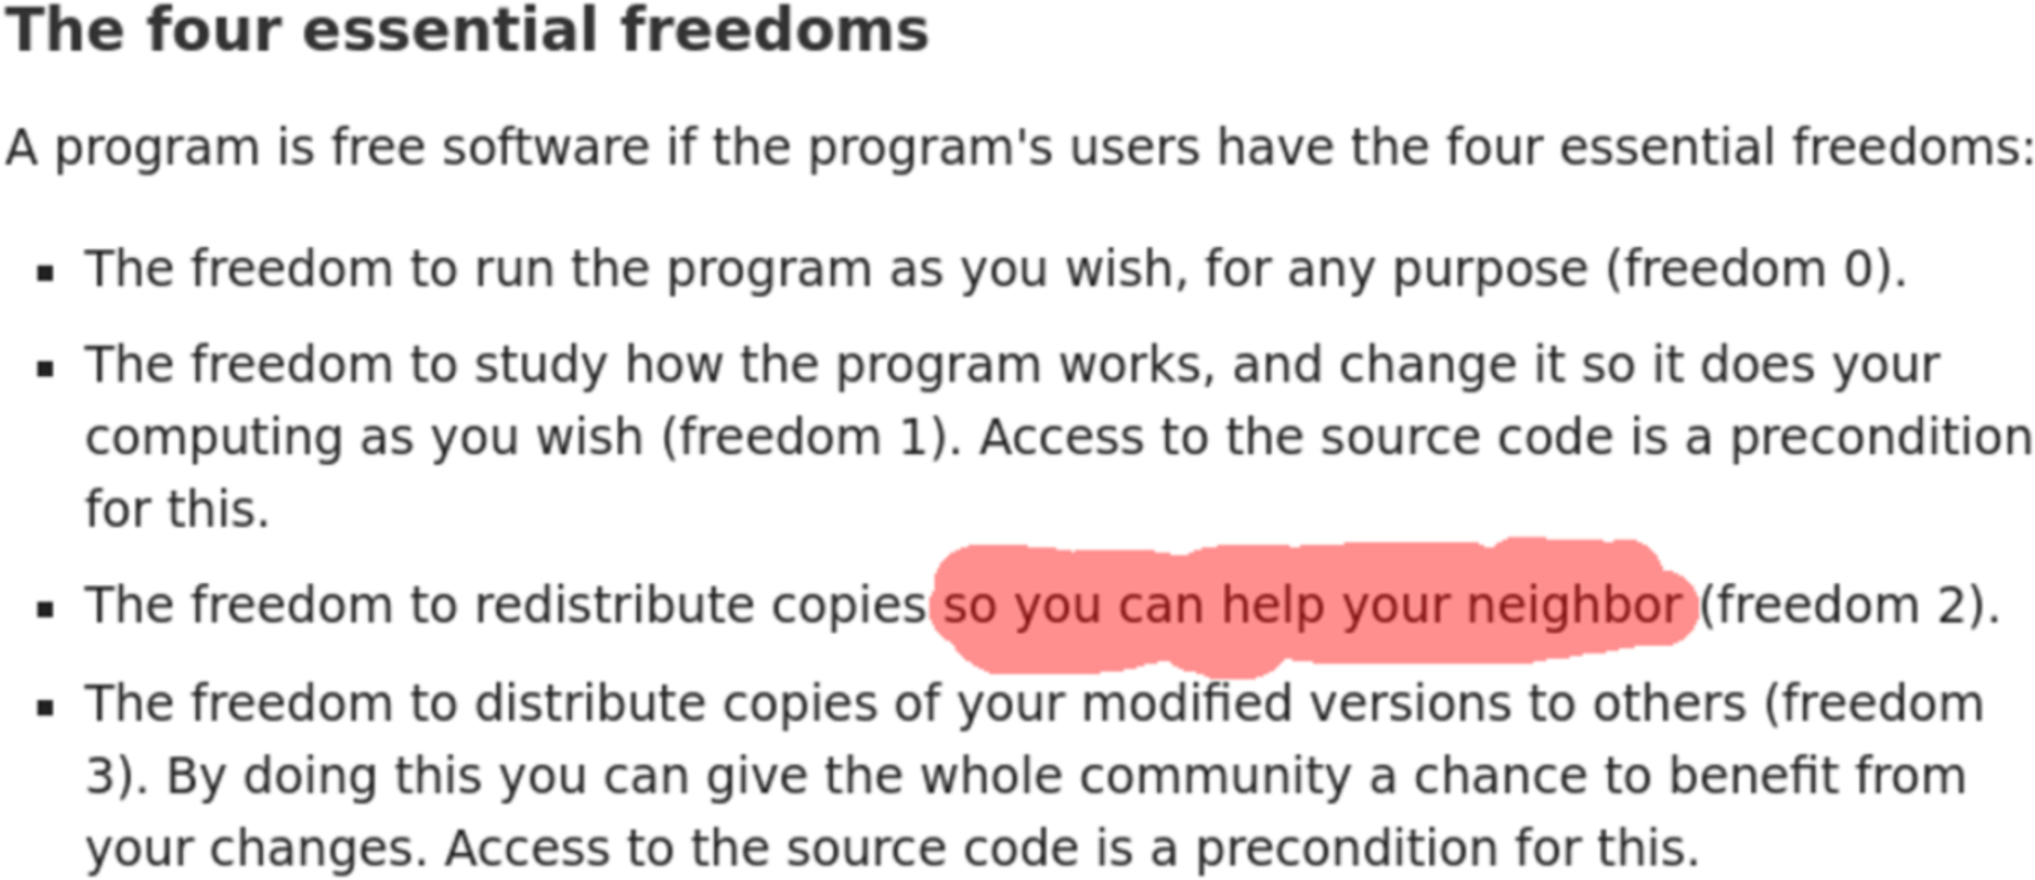 The four essential freedoms
A program is free software if the program's users have the four essential freedoms:
▪ The freedom to run the program as you wish, for any purpose (freedom 0).
▪ The freedom to study how the program works, and change it so it does your
computing as you wish (freedom 1). Access to the source code is a precondition
for this.
▪ The freedom to redistribute copies so you can help your neighbor (freedom 2).
▪ The freedom to distribute copies of your modified versions to others (freedom
3). By doing this you can give the whole community a chance to benefit from
your changes. Access to the source code is a precondition for this.